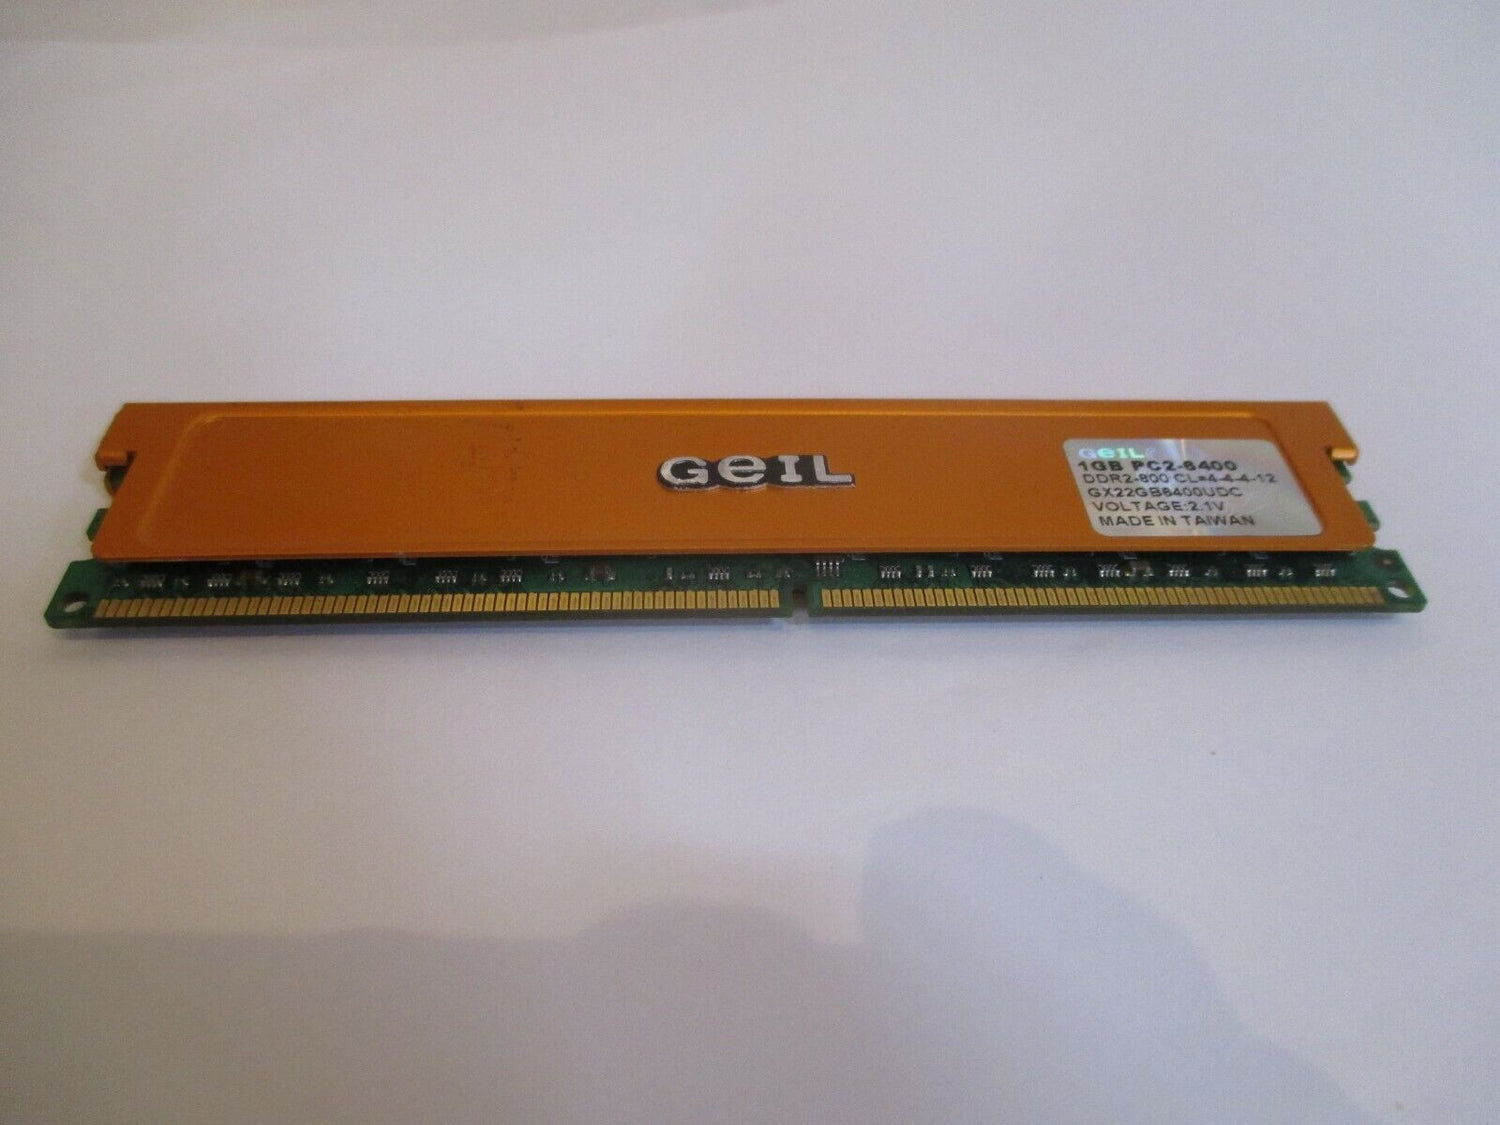 GeIL
GeIL
1GB PC2-6400
DDR2-800 CL=4-4-4-12
GX22GB6400UDC
VOLTAGE:2.1V
MADE IN TAIWAN